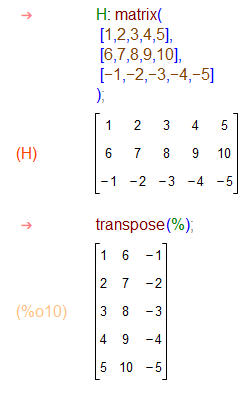 → H: matrix(
[1,2,3,4,5],
[6,7,8,9,10],
[−1,−2,−3,−4,−5]
);
1 2 3 4 5
(H) 6 7 8 9 10
−1 −2 −3 −4 −5
→ transpose(%);
1 6 −1
2 7 −2
(%o10) 3 8 −3
4 9 −4
5 10 −5